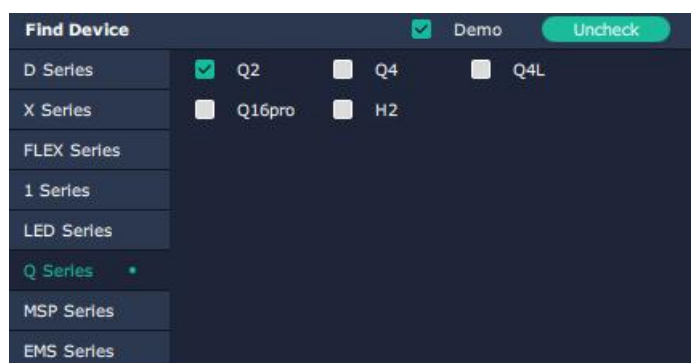 Find Device Demo Uncheck
D Series Q2 Q4 Q4L
X Series Q16pro H2
FLEX Series
1 Series
LED Series
Q Series
MSP Series
EMS Series